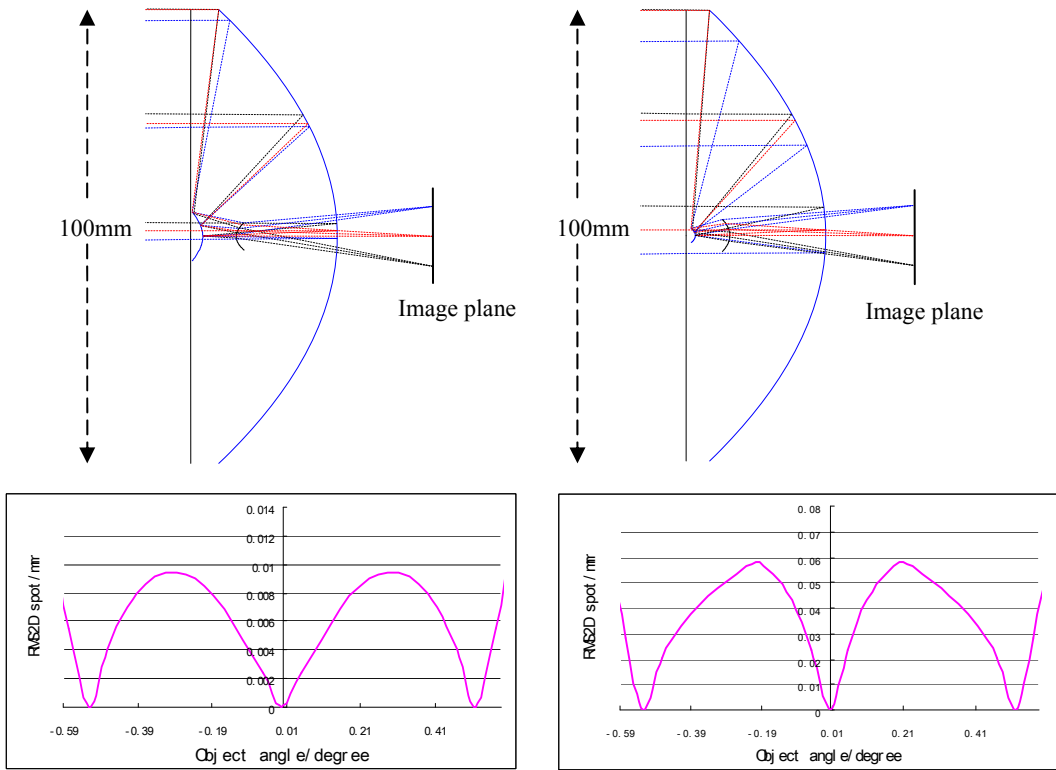 100mm
Image plane
100mm
Image plane
0.014
0.012
0.01
0.008
0.006
0.004
0.002
0
-0.59 -0.39 -0.19 0.01 0.21 0.41
RMS2D spot/mm
Object angle/degree
0.08
0.07
0.06
0.05
0.04
0.03
0.02
0.01
0
-0.59 -0.39 -0.19 0.01 0.21 0.41
RMS2D spot/mm
Object angle/degree